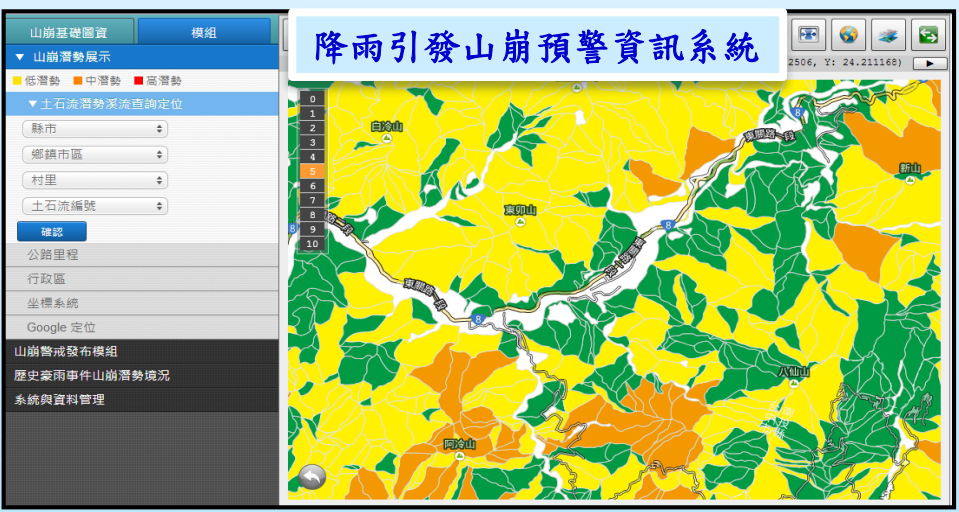 降雨引發山崩預警資訊系統
山崩基礎圖資
模組
▼ 山崩潛勢展示
低潛勢 中潛勢 高潛勢
▼土石流潛勢溪流查詢定位
縣市
鄉鎮市區
村里
土石流編號
確認
公路里程
行政區
坐標系統
Google 定位
山崩警戒發布模組
歷史豪雨事件山崩潛勢境況
系統與資料管理
2506, Y: 24.211168)
0
1
2
3
4
5
6
7
8
9
10
白冷山
東關路一段
8
新山
東卯山
8
8
東關路一段
8
八仙山
阿冷山